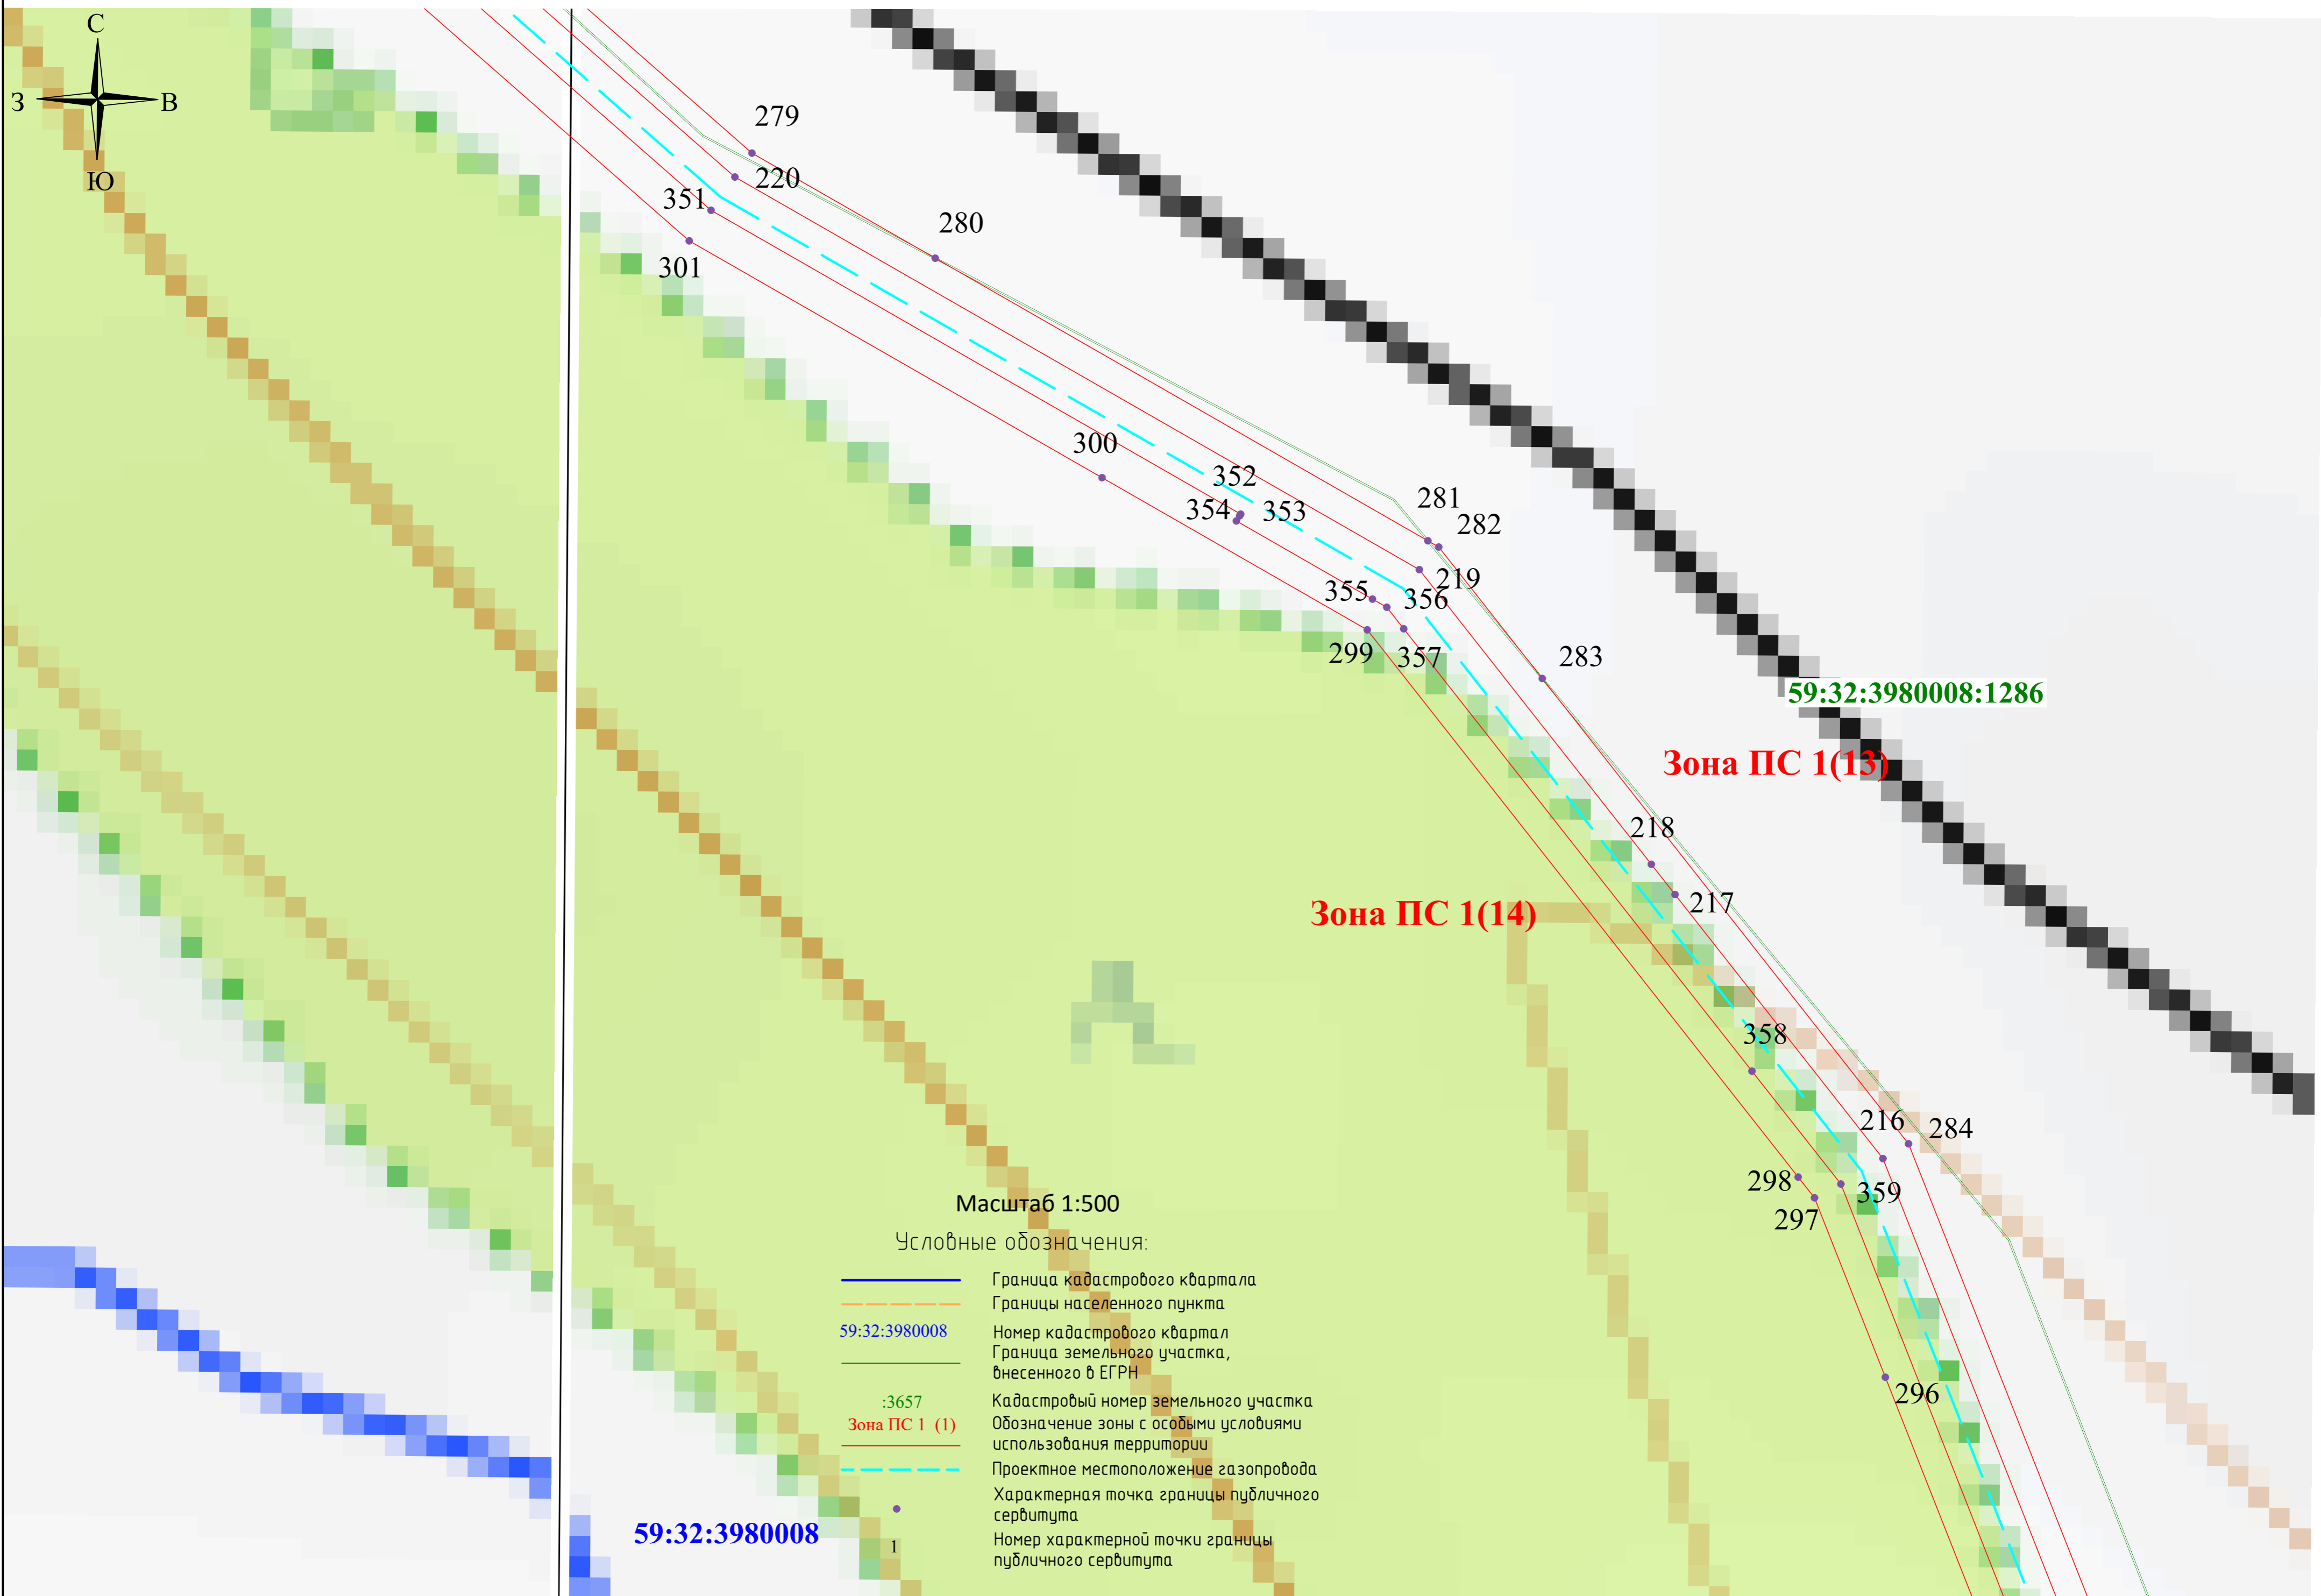 С
З
В
Ю
279
220
351
280
301
300
352
354
353
281
282
219
355
356
299
357
283
59:32:3980008:1286
Зона ПС 1(13)
218
217
Зона ПС 1(14)
358
216
284
298
359
297
296
Масштаб 1:500
Условные обозначения:
Граница кадастрового квартала
Границы населенного пункта
59:32:3980008
Номер кадастрового квартал
Граница земельного участка,
внесенного в ЕГРН
:3657
Кадастровый номер земельного участка
Зона ПС 1 (1)
Обозначение зоны с особыми условиями
использования территории
Проектное местоположение газопровода
Характерная точка границы публичного
сервитута
1
Номер характерной точки границы
публичного сервитута
59:32:3980008